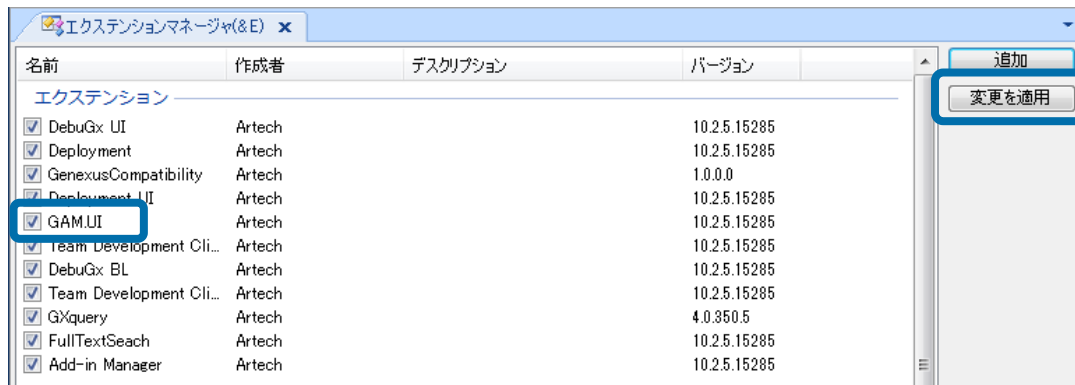 エクステンションマネージャ(&E) ×
名前 作成者 デスクリプション バージョン 追加
エクステンション 変更を適用
DebuGx UI Artech 10.2.5.15285
Deployment Artech 10.2.5.15285
GenexusCompatibility Artech 1.0.0.0
Deployment UI Artech 10.2.5.15285
GAM.UI Artech 10.2.5.15285
Team Development Cli... Artech 10.2.5.15285
DebuGx BL Artech 10.2.5.15285
Team Development Cli... Artech 10.2.5.15285
GXquery Artech 4.0.350.5
FullTextSeach Artech 10.2.5.15285
Add-in Manager Artech 10.2.5.15285